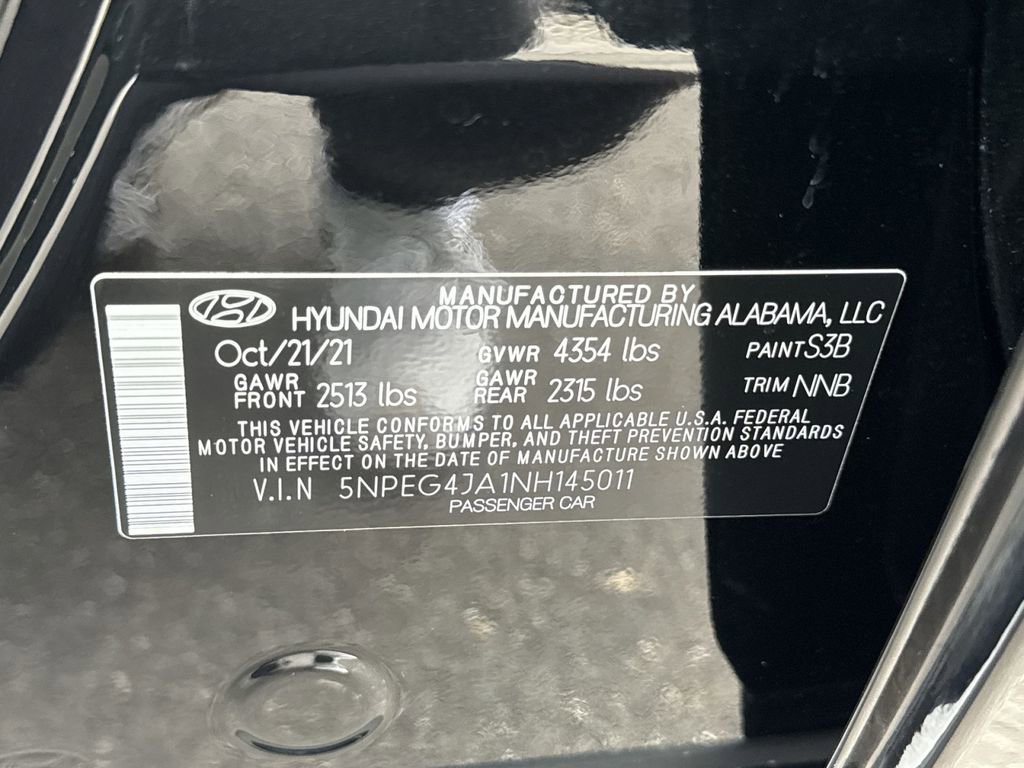 MANUFACTURED BY
HYUNDAI MOTOR MANUFACTURING ALABAMA, LLC
Oct/21/21 GVWR 4354 lbs PAINT S3B
GAWR FRONT 2513 lbs GAWR REAR 2315 lbs TRIM NNB
THIS VEHICLE CONFORMS TO ALL APPLICABLE U.S.A. FEDERAL
MOTOR VEHICLE SAFETY, BUMPER, AND THEFT PREVENTION STANDARDS
IN EFFECT ON THE DATE OF MANUFACTURE SHOWN ABOVE
V.I.N 5NPEG4JA1NH145011
PASSENGER CAR